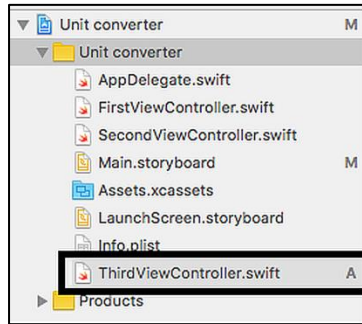 Unit converter M
Unit converter
AppDelegate.swift
FirstViewController.swift
SecondViewController.swift
Main.storyboard M
Assets.xcassets
LaunchScreen.storyboard
Info.plist
ThirdViewController.swift A
Products